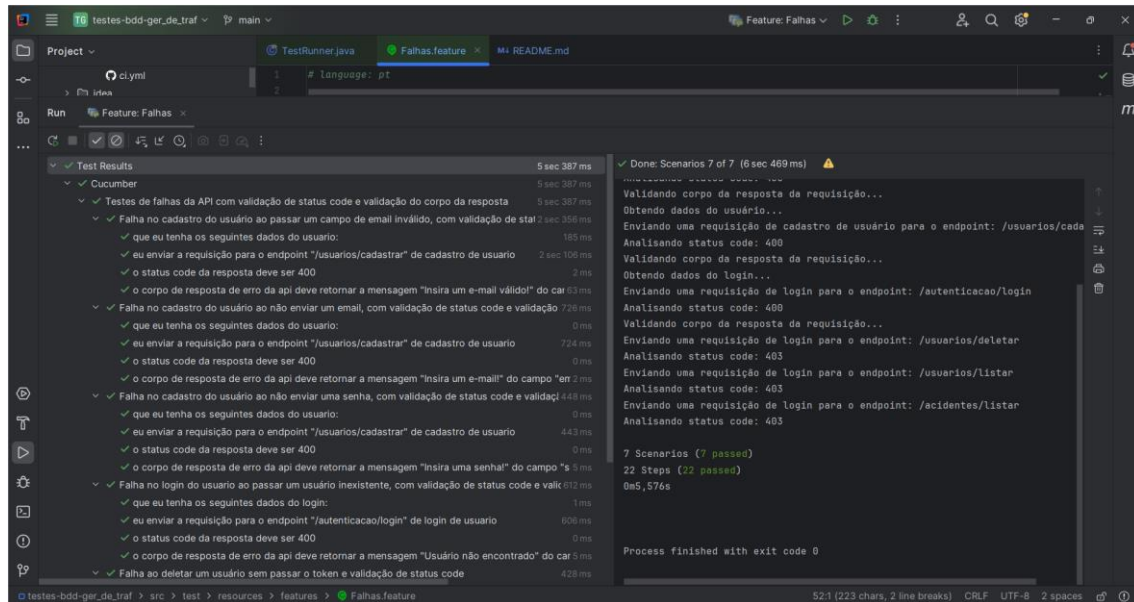 TG testes-bdd-ger_de_traf main Feature: Falhas
Project TestRunner.java Falhas.feature README.md
ci.yml 1 # language: pt
idea 2
Run Feature: Falhas
Test Results 5 sec 387 ms
Cucumber 5 sec 387 ms
Testes de falhas da API com validação de status code e validação do corpo da resposta 5 sec 387 ms
Falha no cadastro do usuário ao passar um campo de email inválido, com validação de stat 2 sec 356 ms
que eu tenha os seguintes dados do usuario: 185 ms
eu enviar a requisição para o endpoint "/usuarios/cadastrar" de cadastro de usuario 2 sec 106 ms
o status code da resposta deve ser 400 2 ms
o corpo de resposta de erro da api deve retornar a mensagem "Insira um e-mail válido!" do car 63 ms
Falha no cadastro do usuário ao não enviar um email, com validação de status code e validação 726 ms
que eu tenha os seguintes dados do usuario: 0 ms
eu enviar a requisição para o endpoint "/usuarios/cadastrar" de cadastro de usuario 724 ms
o status code da resposta deve ser 400 0 ms
o corpo de resposta de erro da api deve retornar a mensagem "Insira um e-mail!" do campo "em 2 ms
Falha no cadastro do usuário ao não enviar uma senha, com validação de status code e validaçã 448 ms
que eu tenha os seguintes dados do usuario: 0 ms
eu enviar a requisição para o endpoint "/usuarios/cadastrar" de cadastro de usuario 443 ms
o status code da resposta deve ser 400 0 ms
o corpo de resposta de erro da api deve retornar a mensagem "Insira uma senha!" do campo "s 5 ms
Falha no login do usuario ao passar um usuário inexistente, com validação de status code e valic 612 ms
que eu tenha os seguintes dados do login: 1 ms
eu enviar a requisição para o endpoint "/autenticacao/login" de login de usuario 606 ms
o status code da resposta deve ser 400 0 ms
o corpo de resposta de erro da api deve retornar a mensagem "Usuário não encontrado" do car 5 ms
Falha ao deletar um usuário sem passar o token e validação de status code 428 ms
Done: Scenarios 7 of 7 (6 sec 469 ms)
Analisando status code: 400
Validando corpo da resposta da requisição...
Obtendo dados do usuário...
Enviando uma requisição de cadastro de usuário para o endpoint: /usuarios/cada
Analisando status code: 400
Validando corpo da resposta da requisição...
Obtendo dados do login...
Enviando uma requisição de login para o endpoint: /autenticacao/login
Analisando status code: 400
Validando corpo da resposta da requisição...
Enviando uma requisição de login para o endpoint: /usuarios/deletar
Analisando status code: 403
Enviando uma requisição de login para o endpoint: /usuarios/listar
Analisando status code: 403
Enviando uma requisição de login para o endpoint: /acidentes/listar
Analisando status code: 403
7 Scenarios (7 passed)
22 Steps (22 passed)
0m5,576s
Process finished with exit code 0
testes-bdd-ger_de_traf > src > test > resources > features > Falhas.feature 52:1 (223 chars, 2 line breaks) CRLF UTF-8 2 spaces